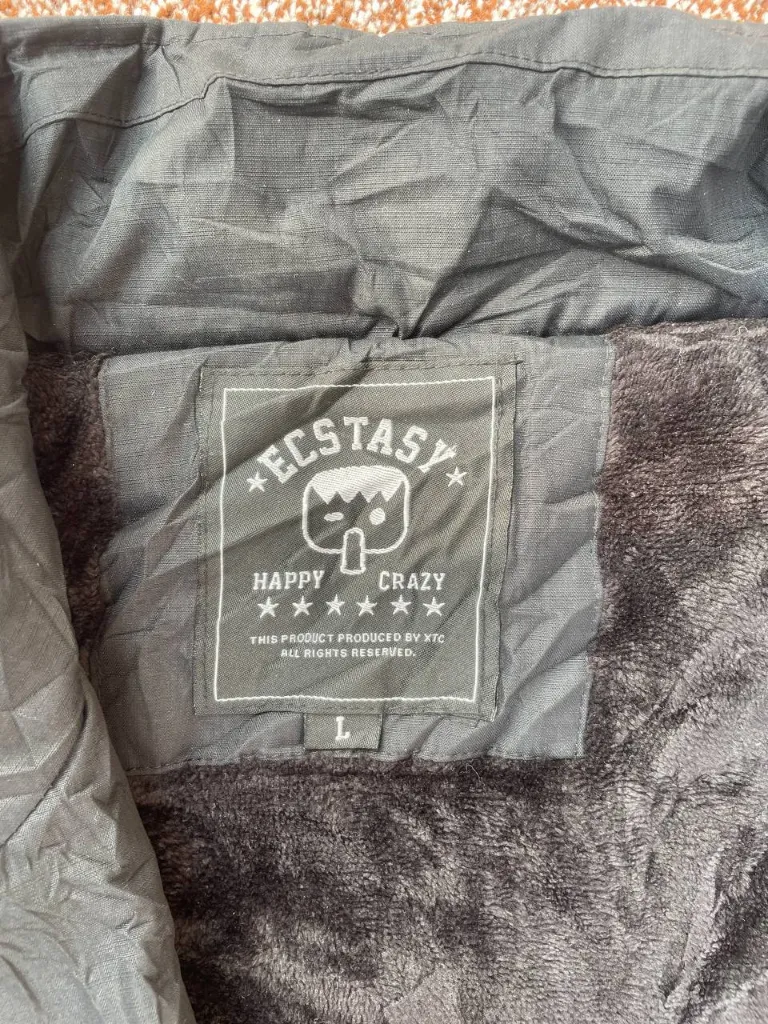 ECSTASY
HAPPY CRAZY
THIS PRODUCT PRODUCED BY XTC
ALL RIGHTS RESERVED.
L